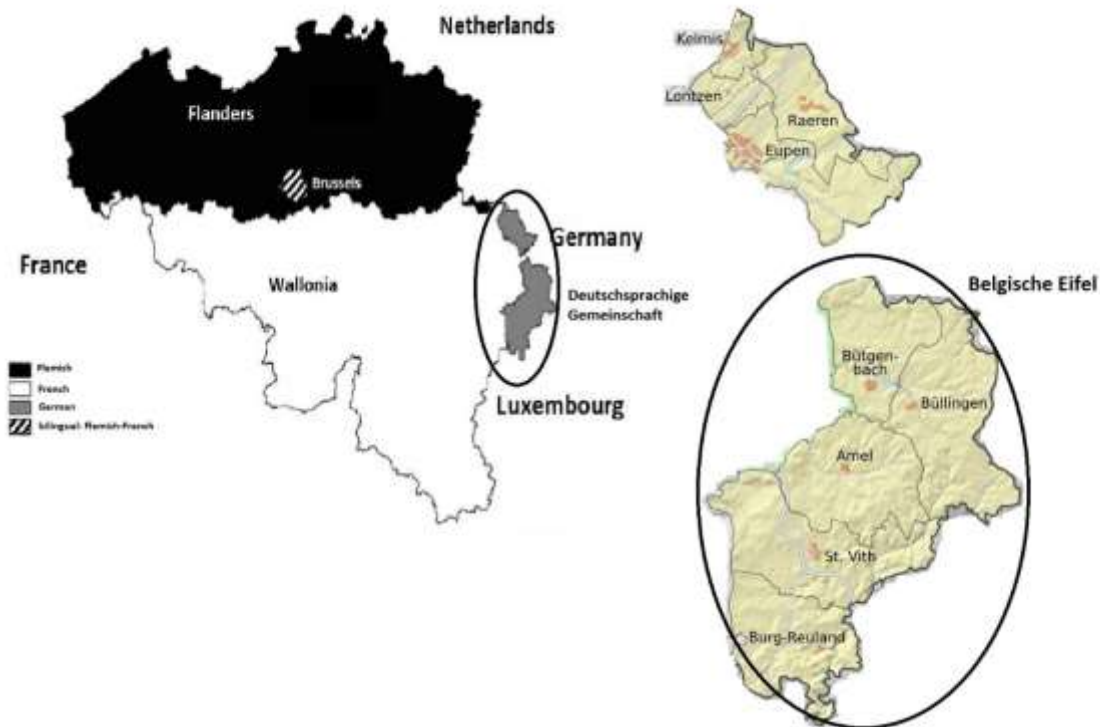 Netherlands
Flanders
Brussels
Germany
France
Wallonia
Deutschsprachige
Gemeinschaft
Flemish
French
German
bilingual: Flemish-French
Luxembourg
Kelmis
Lontzen
Raeren
Eupen
Belgische Eifel
Bütgen-
bach
Büllingen
Amel
St. Vith
Burg-Reuland